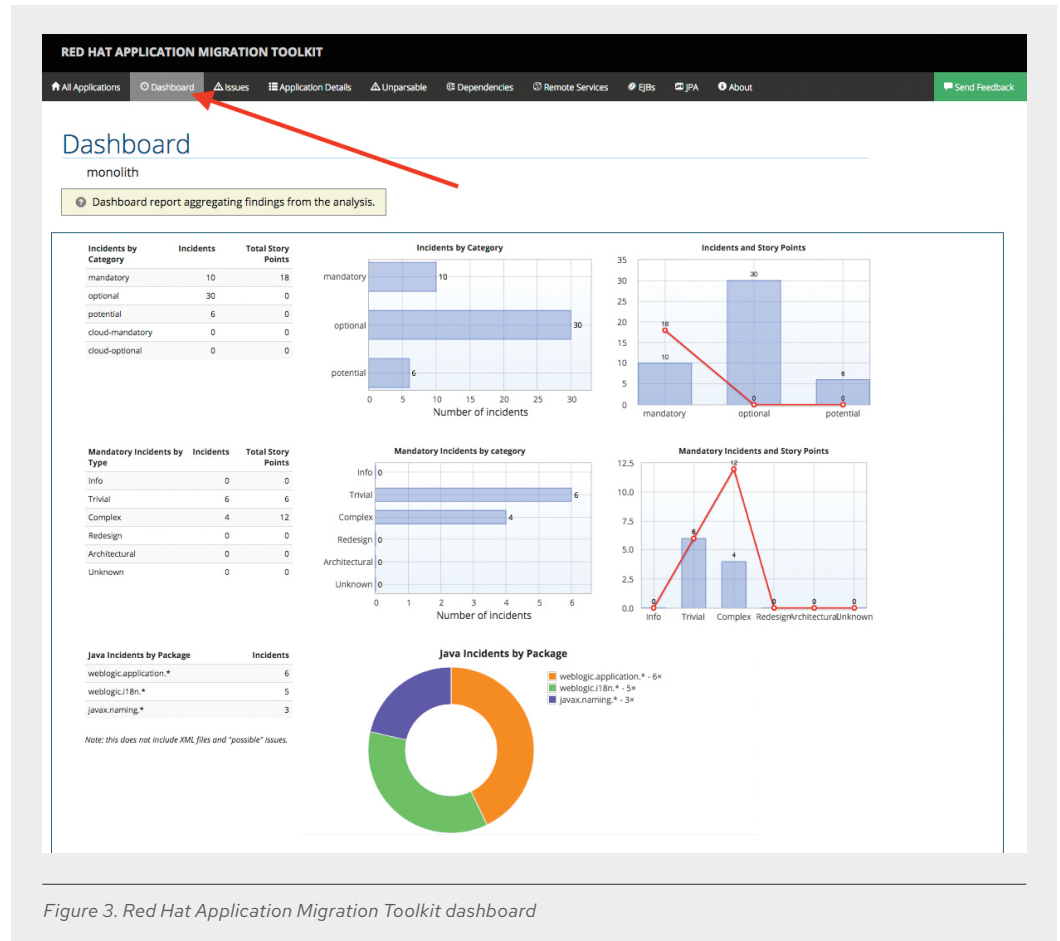 RED HAT APPLICATION MIGRATION TOOLKIT
All Applications Dashboard Issues Application Details Unparsable Dependencies Remote Services EJBs JPA About Send Feedback
Dashboard
monolith
Dashboard report aggregating findings from the analysis.
Incidents by Category Incidents Total Story Points
mandatory 10 18
optional 30 0
potential 6 0
cloud-mandatory 0 0
cloud-optional 0 0
Incidents by Category
mandatory 10
optional 30
potential 6
0 5 10 15 20 25 30
Number of incidents
Incidents and Story Points
35
30
25
20
15
10
5
0
30
18
10
6
0 0
mandatory optional potential
Mandatory Incidents by Type Incidents Total Story Points
Info 0 0
Trivial 6 6
Complex 4 12
Redesign 0 0
Architectural 0 0
Unknown 0 0
Mandatory Incidents by category
Info 0
Trivial 6
Complex 4
Redesign 0
Architectural 0
Unknown 0
0 1 2 3 4 5 6
Number of incidents
Mandatory Incidents and Story Points
12.5
10.0
7.5
5.0
2.5
0.0
12
6
4
0 0 0 0
Info Trivial Complex Redesign Architectural Unknown
Java Incidents by Package Incidents
weblogic.application.* 6
weblogic.i18n.* 5
javax.naming.* 3
Note: this does not include XML files and "possible" issues.
Java Incidents by Package
weblogic.application.* - 6×
weblogic.i18n.* - 5×
javax.naming.* - 3×
Figure 3. Red Hat Application Migration Toolkit dashboard